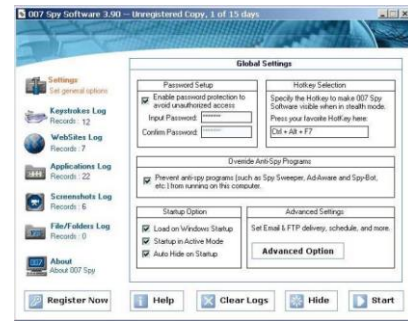 007 Spy Software 3.90 -- Unregistered Copy, 1 of 15 days
Global Settings
Settings
Set general options
Keystrokes Log
Records : 12
WebSites Log
Records : 7
Applications Log
Records : 22
Screenshots Log
Records : 6
File/Folders Log
Records : 0
About
About 007 Spy
Password Setup
Enable password protection to
avoid unauthorized access
Input Password: ********
Confirm Password: ********
Hotkey Selection
Specify the Hotkey to make 007 Spy
Software visible when in stealth mode.
Press your favorite HotKey here:
Ctrl + Alt + F7
Override Anti-Spy Programs
Prevent anti-spy programs (such as Spy Sweeper, Ad-Aware and Spy-Bot,
etc.) from running on this computer.
Startup Option
Load on Windows Startup
Startup in Active Mode
Auto Hide on Startup
Advanced Settings
Set Email & FTP delivery, schedule, and more.
Advanced Option
Register Now
Help
Clear Logs
Hide
Start